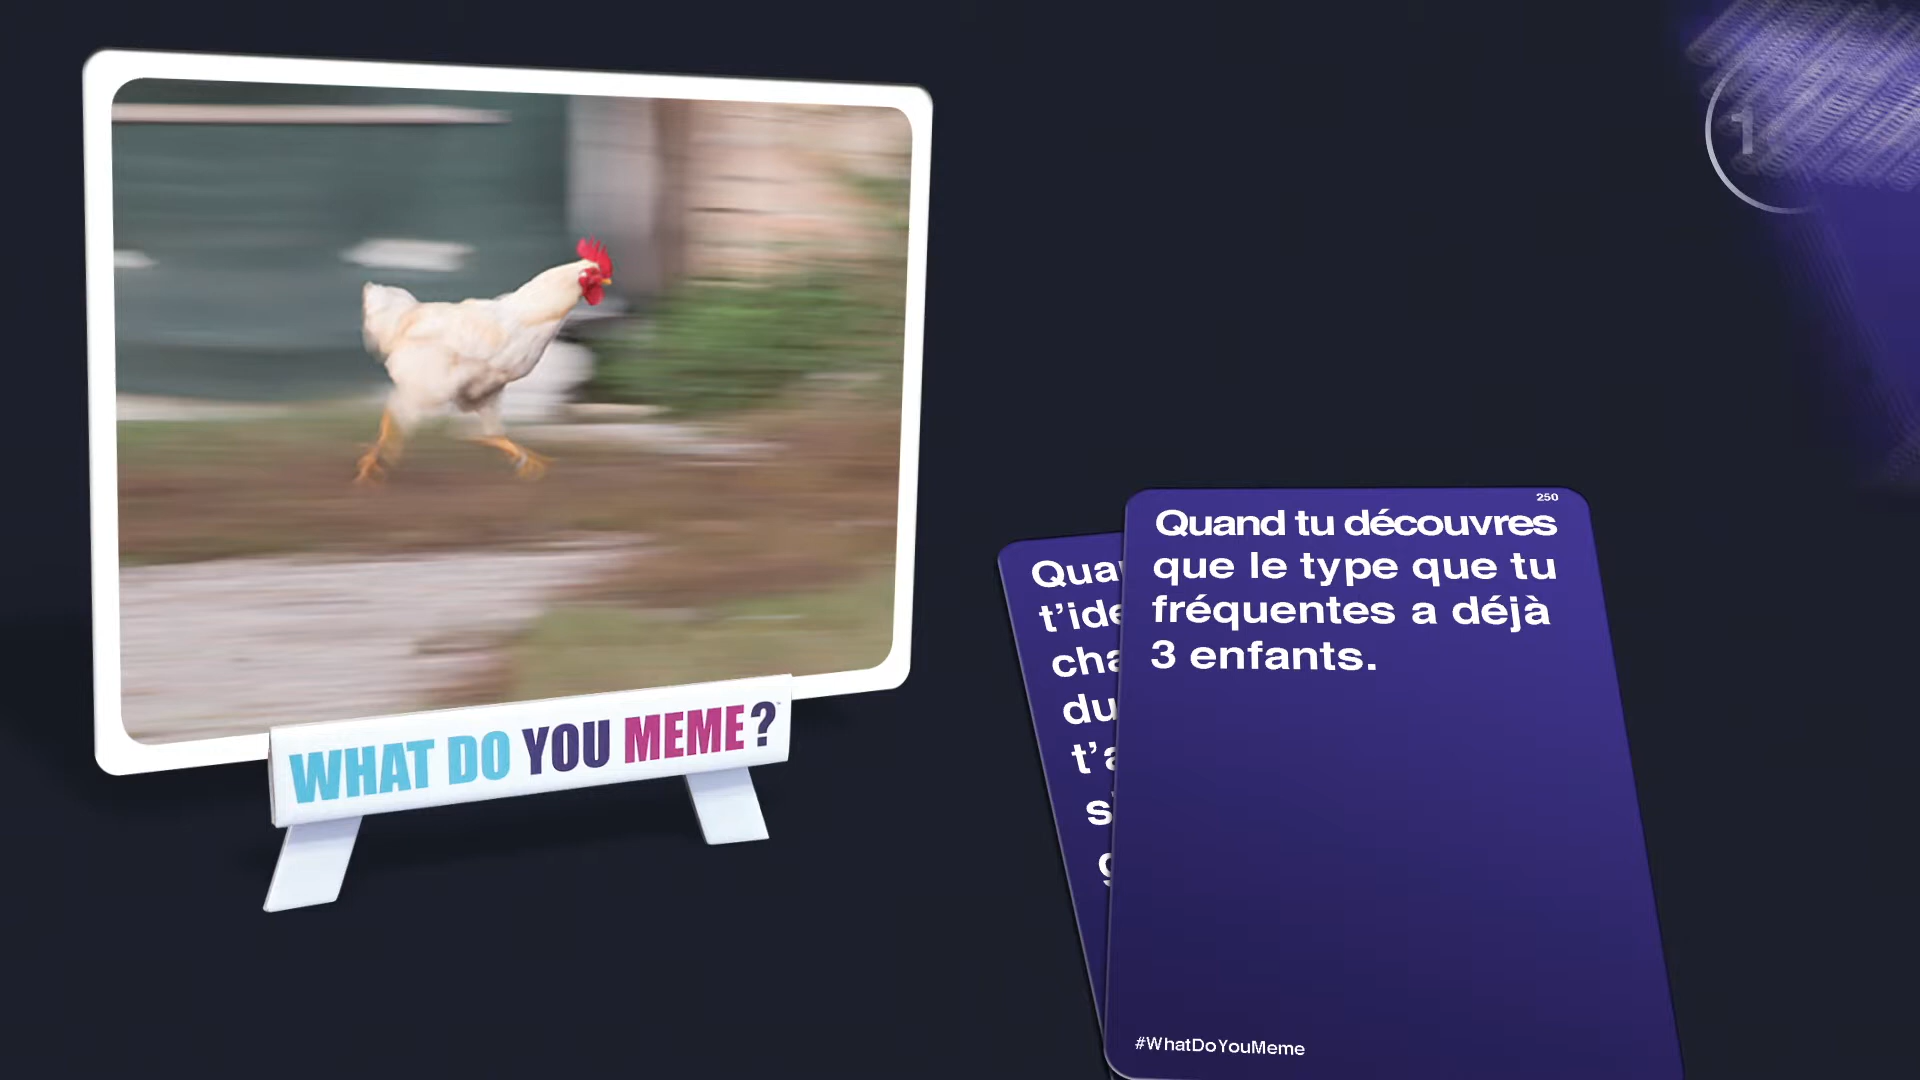 WHAT DO YOU MEME?
250
Quand tu découvres
que le type que tu
fréquentes a déjà
3 enfants.
#WhatDoYouMeme